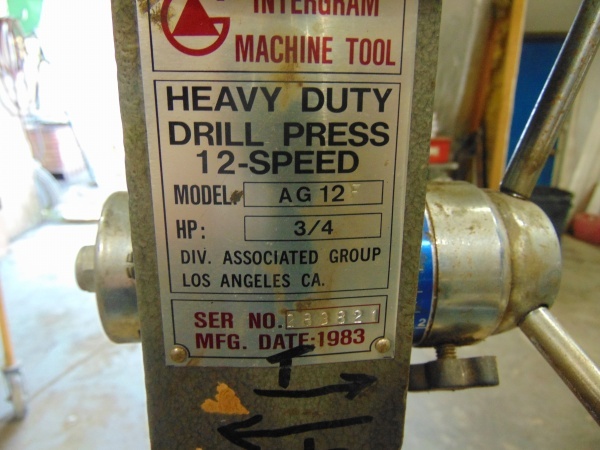 INTERGRAM
MACHINE TOOL
HEAVY DUTY
DRILL PRESS
12-SPEED
MODEL. AG12
HP: 3/4
DIV. ASSOCIATED GROUP
LOS ANGELES CA.
SER NO.
MFG. DATE:1983